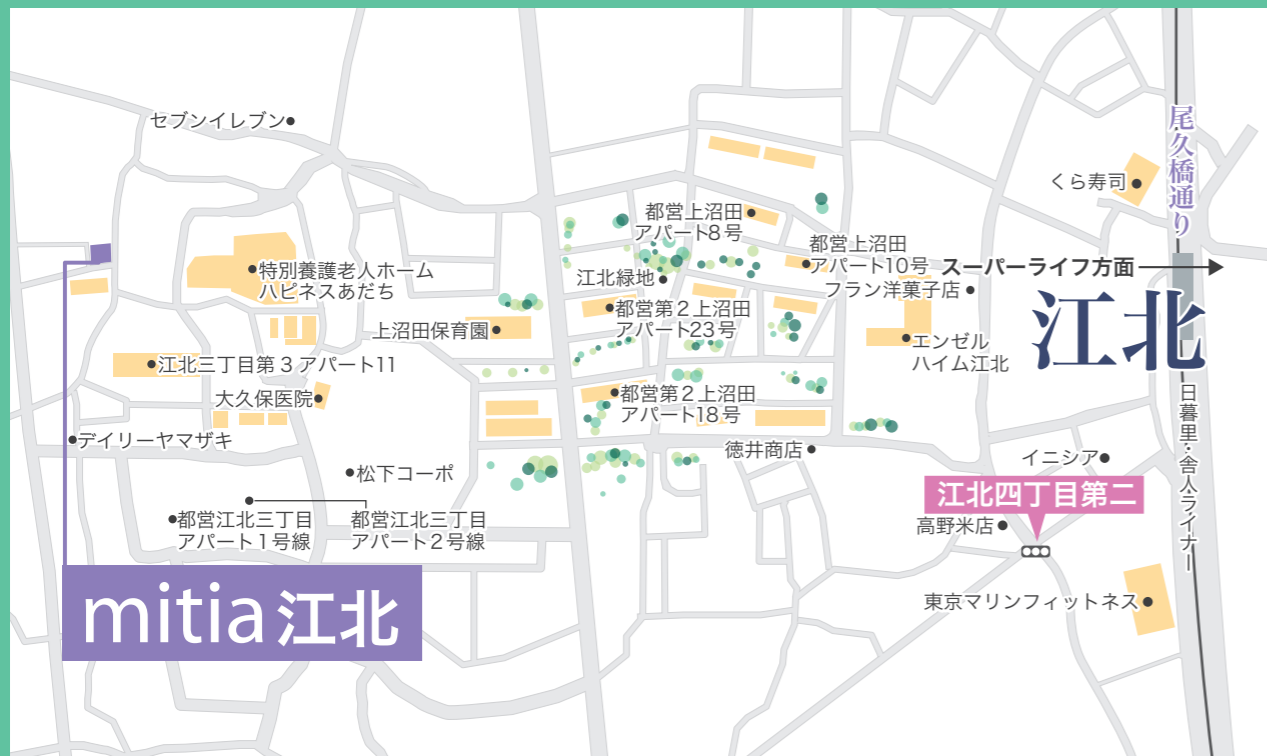 セブンイレブン
尾久橋通り
くら寿司
都営上沼田
アパート8号
都営上沼田
アパート10号
スーパーライフ方面
特別養護老人ホーム
ハピネスあだち
江北緑地
フラン洋菓子店
江北
都営第2上沼田
アパート23号
上沼田保育園
エンゼル
ハイム江北
江北三丁目第3アパート11
大久保医院
都営第2上沼田
アパート18号
日暮里・舎人ライナー
デイリーヤマザキ
徳井商店
イニシア
松下コーポ
江北四丁目第二
都営江北三丁目
アパート1号線
都営江北三丁目
アパート2号線
高野米店
東京マリンフィットネス
mitia江北